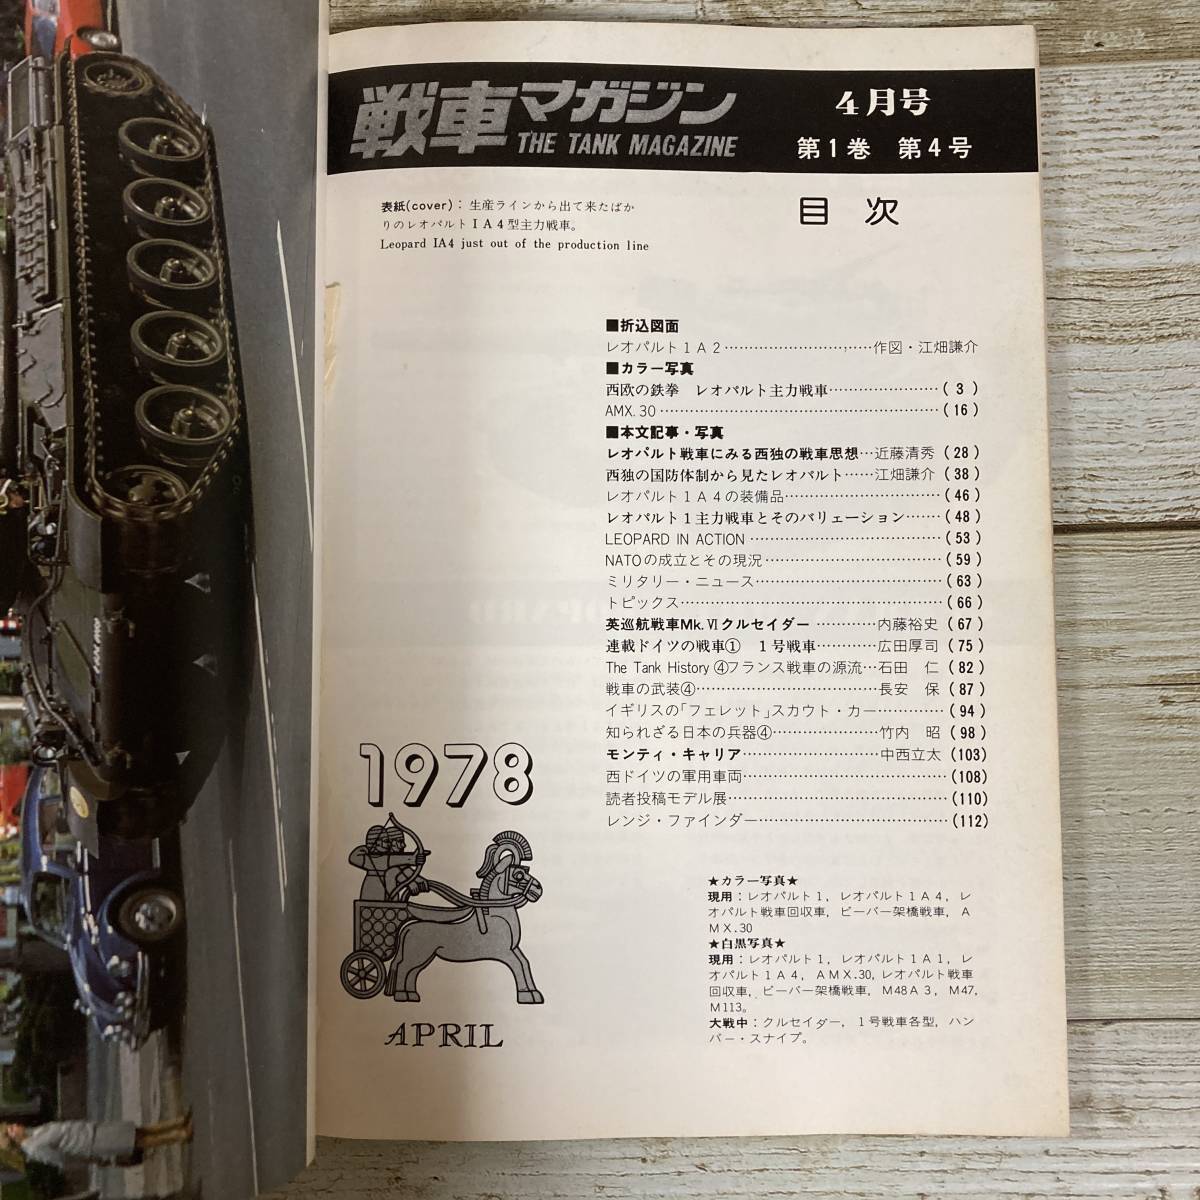 戦車マガジン
THE TANK MAGAZINE
4月号
第1巻 第4号
表紙(cover)：生産ラインから出て来たばか
りのレオパルトⅠA4型主力戦車。
Leopard IA4 just out of the production line
目 次
■折込図面
レオパルト1A2……………………………作図・江畑謙介
■カラー写真
西欧の鉄拳 レオパルト主力戦車…………………(3)
AMX.30……………………………………………(16)
■本文記事・写真
レオパルト戦車にみる西独の戦車思想…近藤清秀(28)
西独の国防体制から見たレオパルト……江畑謙介(38)
レオパルト1A4の装備品…………………………(46)
レオパルト1主力戦車とそのバリェーション……(48)
LEOPARD IN ACTION……………………………(53)
NATOの成立とその現況……………………………(59)
ミリタリー・ニュース……………………………(63)
トピックス…………………………………………(66)
英巡航戦車Mk.Ⅵクルセイダー…………内藤裕史(67)
連載ドイツの戦車① 1号戦車…………広田厚司(75)
The Tank History④フランス戦車の源流…石田 仁(82)
戦車の武装④……………………………長安 保(87)
イギリスの「フェレット」スカウト・カー…………(94)
知られざる日本の兵器④…………………竹内 昭(98)
モンティ・キャリア……………………中西立太(103)
西ドイツの軍用車両………………………………(108)
読者投稿モデル展…………………………………(110)
レンジ・ファインダー……………………………(112)
1978
APRIL
★カラー写真★
現用：レオパルト1，レオパルト1A4，レ
オパルト戦車回収車，ビーバー架橋戦車，A
MX.30
★白黒写真★
現用：レオパルト1，レオパルト1A1，レ
オパルト1A4，AMX.30，レオパルト戦車
回収車，ビーバー架橋戦車，M48A3，M47，
M113。
大戦中：クルセイダー，1号戦車各型，ハン
バー・スナイプ。